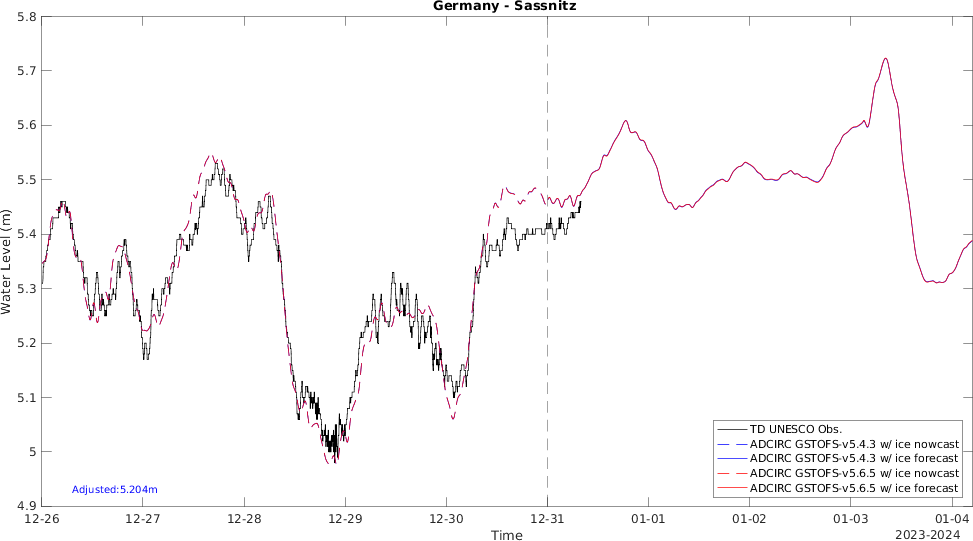 Germany - Sassnitz
5.8
5.7
5.6
5.5
5.4
5.3
5.2
5.1
5
4.9
Water Level (m)
Adjusted:5.204m
TD UNESCO Obs.
ADCIRC GSTOFS-v5.4.3 w/ ice nowcast
ADCIRC GSTOFS-v5.4.3 w/ ice forecast
ADCIRC GSTOFS-v5.6.5 w/ ice nowcast
ADCIRC GSTOFS-v5.6.5 w/ ice forecast
12-26 12-27 12-28 12-29 12-30 12-31 01-01 01-02 01-03 01-04
Time
2023-2024